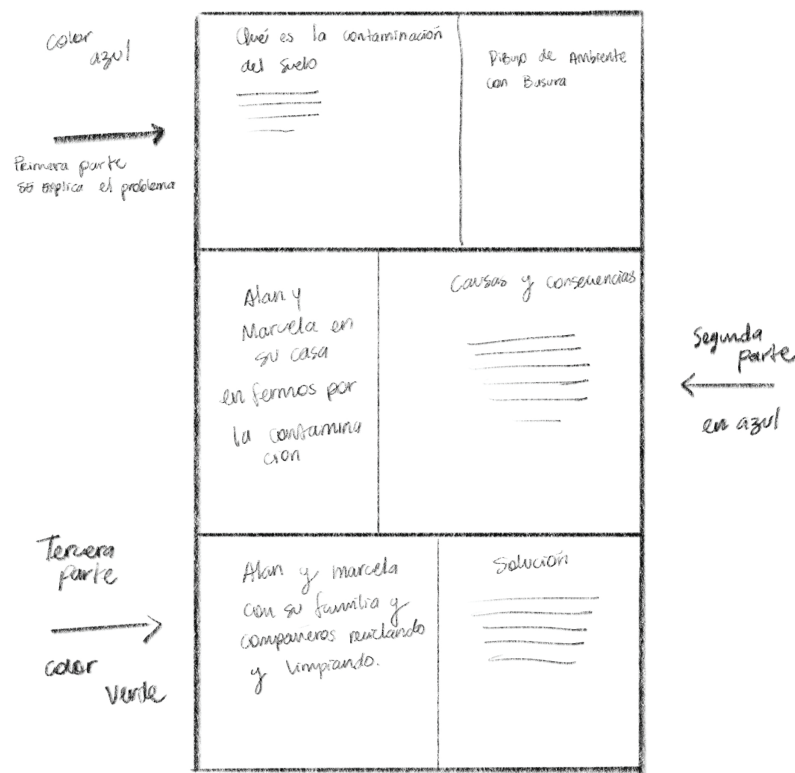 color
azul
Primera parte
se explica el problema
Qué es la contaminación
del suelo
Dibujo de Ambiente
con Basura
Alan y
Marcela en
su casa
enfermos por
la contamina
cion
Causas y consecuencias
Segunda
parte
en azul
Tercera
parte
color
Verde
Alan y marcela
con su familia y
compañeros reciclando
y limpiando.
Solución